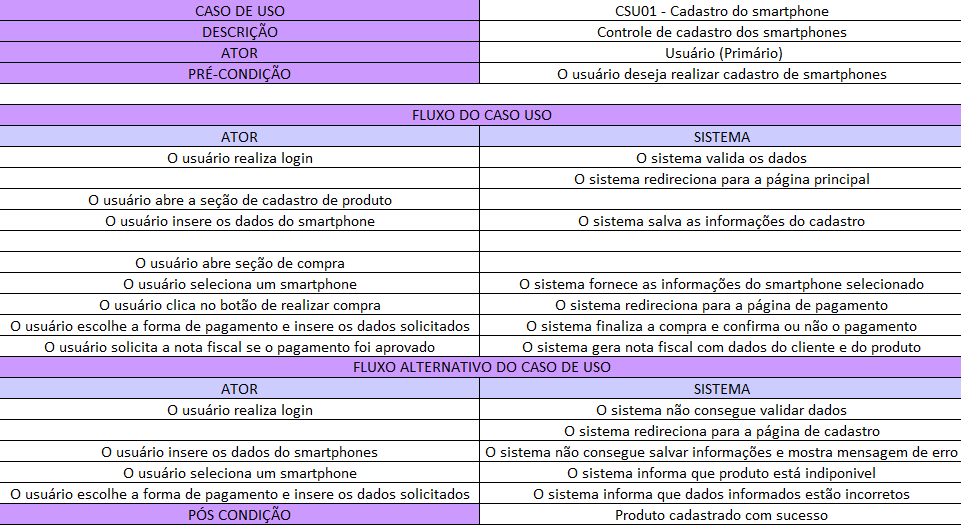 CASO DE USO CSU01 - Cadastro do smartphone
DESCRIÇÃO Controle de cadastro dos smartphones
ATOR Usuário (Primário)
PRÉ-CONDIÇÃO O usuário deseja realizar cadastro de smartphones
FLUXO DO CASO USO
ATOR SISTEMA
O usuário realiza login O sistema valida os dados
O sistema redireciona para a página principal
O usuário abre a seção de cadastro de produto
O usuário insere os dados do smartphone O sistema salva as informações do cadastro
O usuário abre seção de compra
O usuário seleciona um smartphone O sistema fornece as informações do smartphone selecionado
O usuário clica no botão de realizar compra O sistema redireciona para a página de pagamento
O usuário escolhe a forma de pagamento e insere os dados solicitados O sistema finaliza a compra e confirma ou não o pagamento
O usuário solicita a nota fiscal se o pagamento foi aprovado O sistema gera nota fiscal com dados do cliente e do produto
FLUXO ALTERNATIVO DO CASO DE USO
ATOR SISTEMA
O usuário realiza login O sistema não consegue validar dados
O sistema redireciona para a página de cadastro
O usuário insere os dados do smartphones O sistema não consegue salvar informações e mostra mensagem de erro
O usuário seleciona um smartphone O sistema informa que produto está indiponivel
O usuário escolhe a forma de pagamento e insere os dados solicitados O sistema informa que dados informados estão incorretos
PÓS CONDIÇÃO Produto cadastrado com sucesso